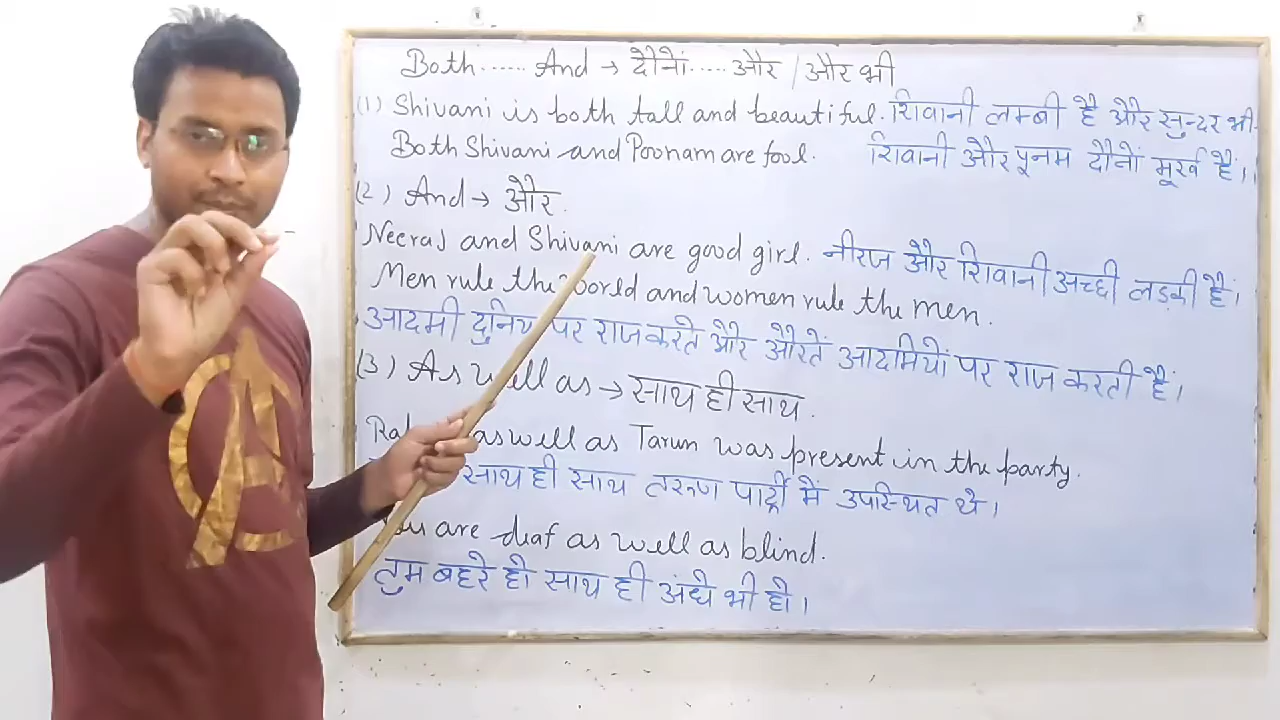 Both ...... And → दोनों ..... और / और भी
(1) Shivani is both tall and beautiful. शिवानी लम्बी है और सुन्दर भी.
Both Shivani and Poonam are fool. शिवानी और पूनम दोनों मूर्ख हैं।
(2) And → और.
Neeraj and Shivani are good girl. नीरज और शिवानी अच्छी लड़की हैं।
Men rule the world and women rule the men.
आदमी दुनिया पर राज करते और औरतें आदमियों पर राज करती हैं।
(3) As well as → साथ ही साथ.
as well as Tarun was present in the party.
साथ ही साथ तरुण पार्टी में उपस्थित थे।
You are deaf as well as blind.
तुम बहरे हो साथ ही अंधे भी हो।